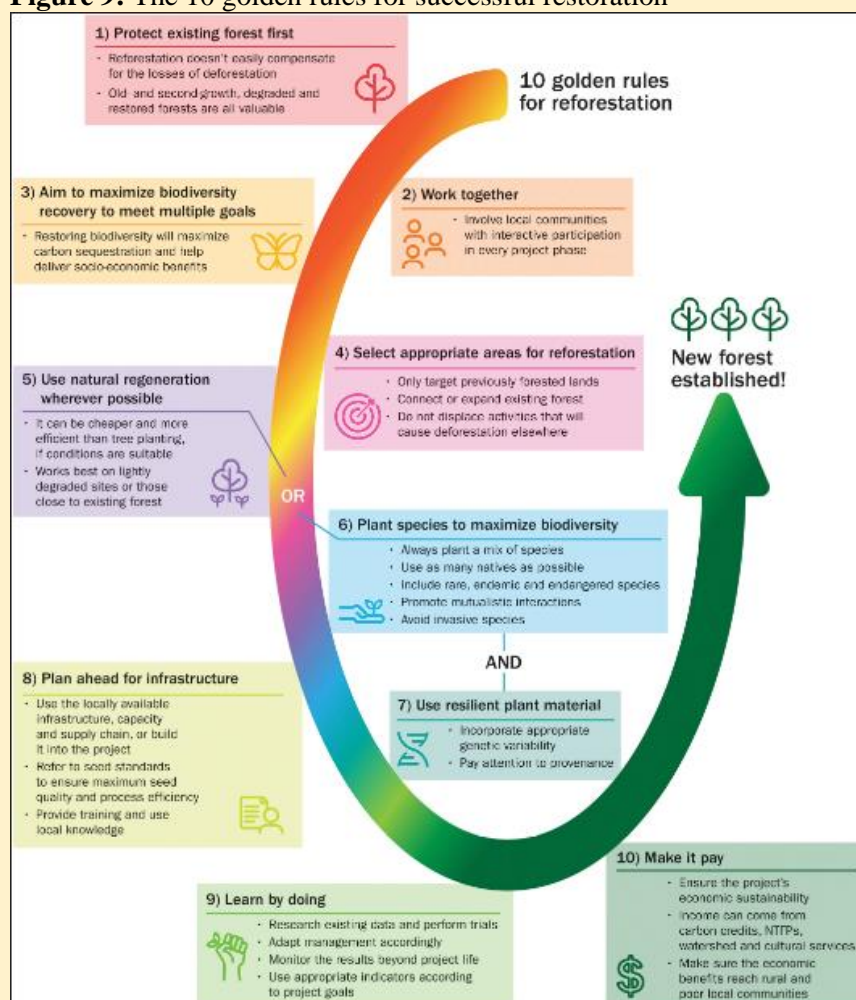 Figure 9: The 10 golden rules for successful restoration
10 golden rules
for reforestation
1) Protect existing forest first
· Reforestation doesn't easily compensate
for the losses of deforestation
· Old- and second growth, degraded and
restored forests are all valuable
2) Work together
· Involve local communities
with interactive participation
in every project phase
3) Aim to maximize biodiversity
recovery to meet multiple goals
· Restoring biodiversity will maximize
carbon sequestration and help
deliver socio-economic benefits
4) Select appropriate areas for reforestation
· Only target previously forested lands
· Connect or expand existing forest
· Do not displace activities that will
cause deforestation elsewhere
5) Use natural regeneration
wherever possible
· It can be cheaper and more
efficient than tree planting,
if conditions are suitable
· Works best on lightly
degraded sites or those
close to existing forest
OR
6) Plant species to maximize biodiversity
· Always plant a mix of species
· Use as many natives as possible
· Include rare, endemic and endangered species
· Promote mutualistic interactions
· Avoid invasive species
AND
7) Use resilient plant material
· Incorporate appropriate
genetic variability
· Pay attention to provenance
8) Plan ahead for infrastructure
· Use the locally available
infrastructure, capacity
and supply chain, or build
it into the project
· Refer to seed standards
to ensure maximum seed
quality and process efficiency
· Provide training and use
local knowledge
9) Learn by doing
· Research existing data and perform trials
· Adapt management accordingly
· Monitor the results beyond project life
· Use appropriate indicators according
to project goals
10) Make it pay
· Ensure the project's
economic sustainability
· Income can come from
carbon credits, NTFPs,
watershed and cultural services
· Make sure the economic
benefits reach rural and
poor local communities
$
New forest
established!